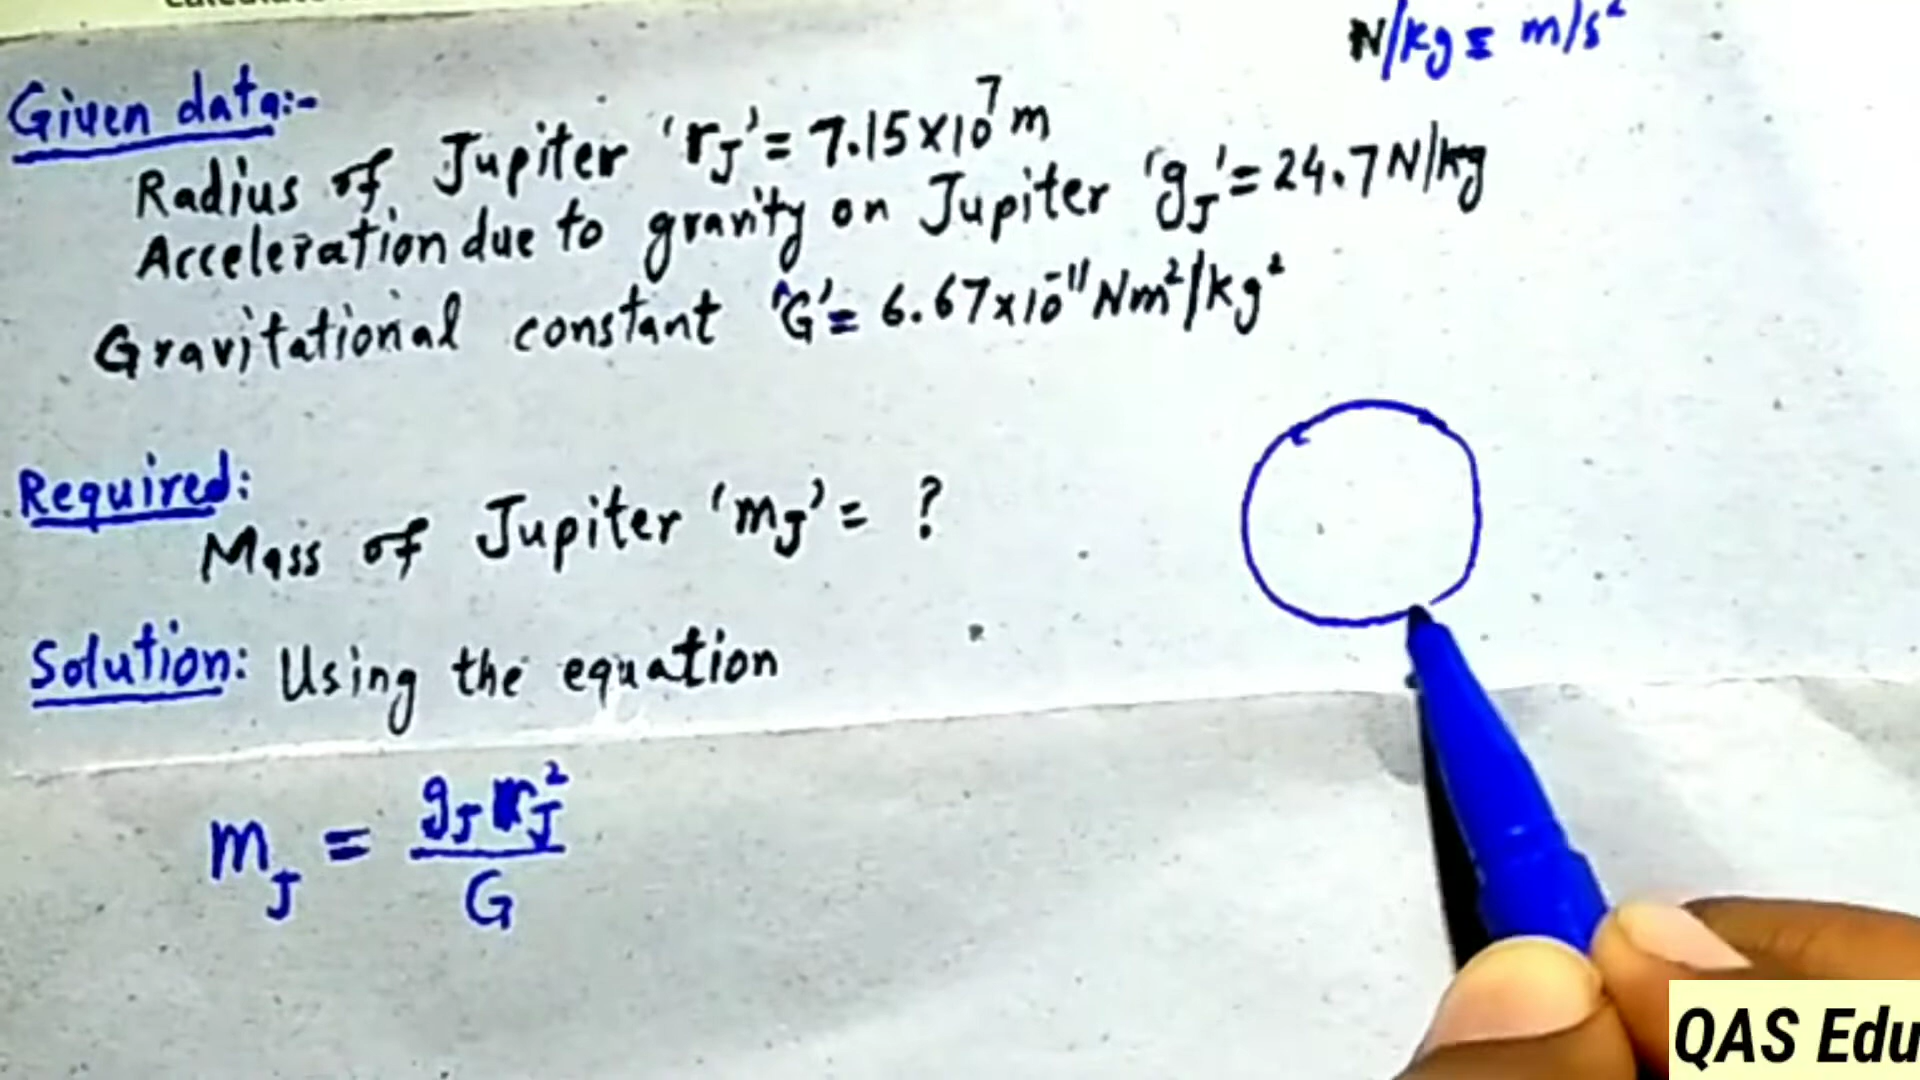 N/kg = m/s²
Given data:-
Radius of Jupiter 'rJ' = 7.15×10⁷ m
Acceleration due to gravity on Jupiter 'gJ' = 24.7 N/kg
Gravitational constant 'G' = 6.67×10⁻¹¹ Nm²/kg²
Required:
Mass of Jupiter 'mJ' = ?
Solution: Using the equation
mJ = gJ rJ² / G
QAS Edu